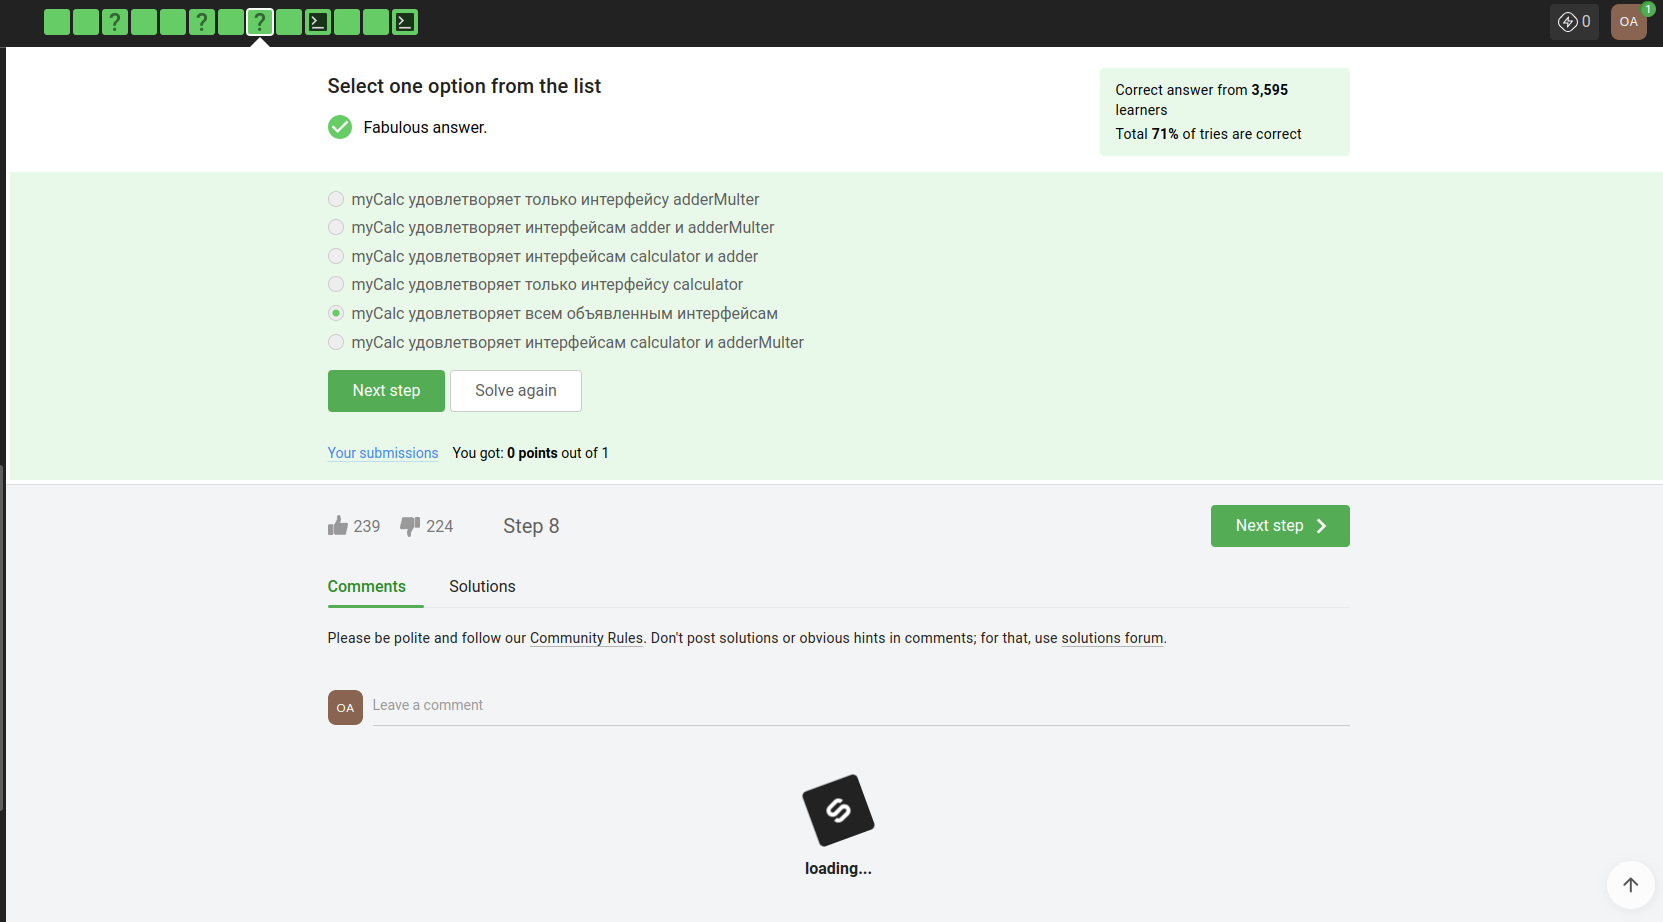 ? ? ?
0
OA
1
Select one option from the list
Fabulous answer.
Correct answer from 3,595
learners
Total 71% of tries are correct
myCalc удовлетворяет только интерфейсу adderMulter
myCalc удовлетворяет интерфейсам adder и adderMulter
myCalc удовлетворяет интерфейсам calculator и adder
myCalc удовлетворяет только интерфейсу calculator
myCalc удовлетворяет всем объявленным интерфейсам
myCalc удовлетворяет интерфейсам calculator и adderMulter
Next step Solve again
Your submissions You got: 0 points out of 1
239 224 Step 8 Next step
Comments Solutions
Please be polite and follow our Community Rules. Don't post solutions or obvious hints in comments; for that, use solutions forum.
OA Leave a comment
loading...